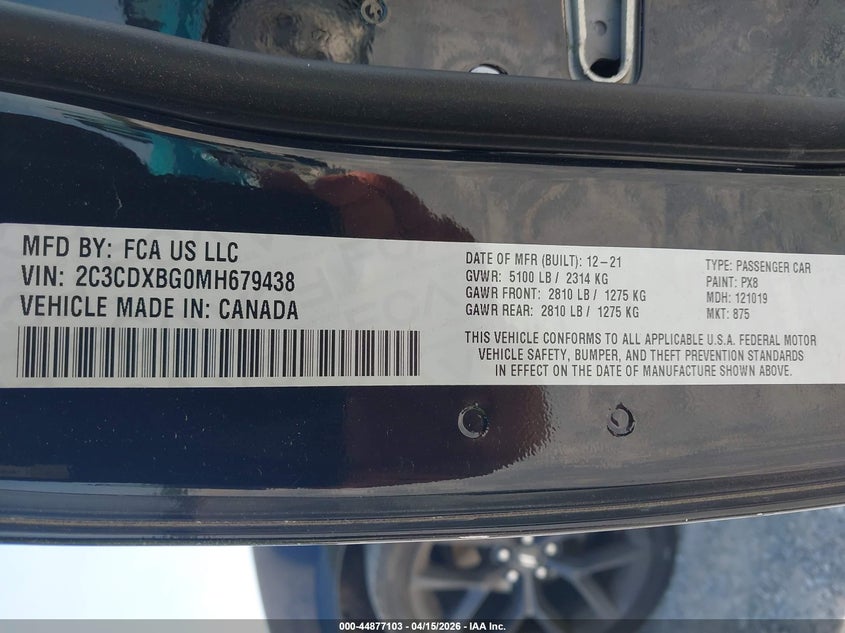 MFD BY: FCA US LLC
VIN: 2C3CDXBG0MH679438
VEHICLE MADE IN: CANADA
DATE OF MFR (BUILT): 12-21
GVWR: 5100 LB / 2314 KG
GAWR FRONT: 2810 LB / 1275 KG
GAWR REAR: 2810 LB / 1275 KG
TYPE: PASSENGER CAR
PAINT: PX8
MDH: 121019
MKT: 875
THIS VEHICLE CONFORMS TO ALL APPLICABLE U.S.A. FEDERAL MOTOR
VEHICLE SAFETY, BUMPER, AND THEFT PREVENTION STANDARDS
IN EFFECT ON THE DATE OF MANUFACTURE SHOWN ABOVE.
000-44877103 - 04/15/2026 - IAA Inc.